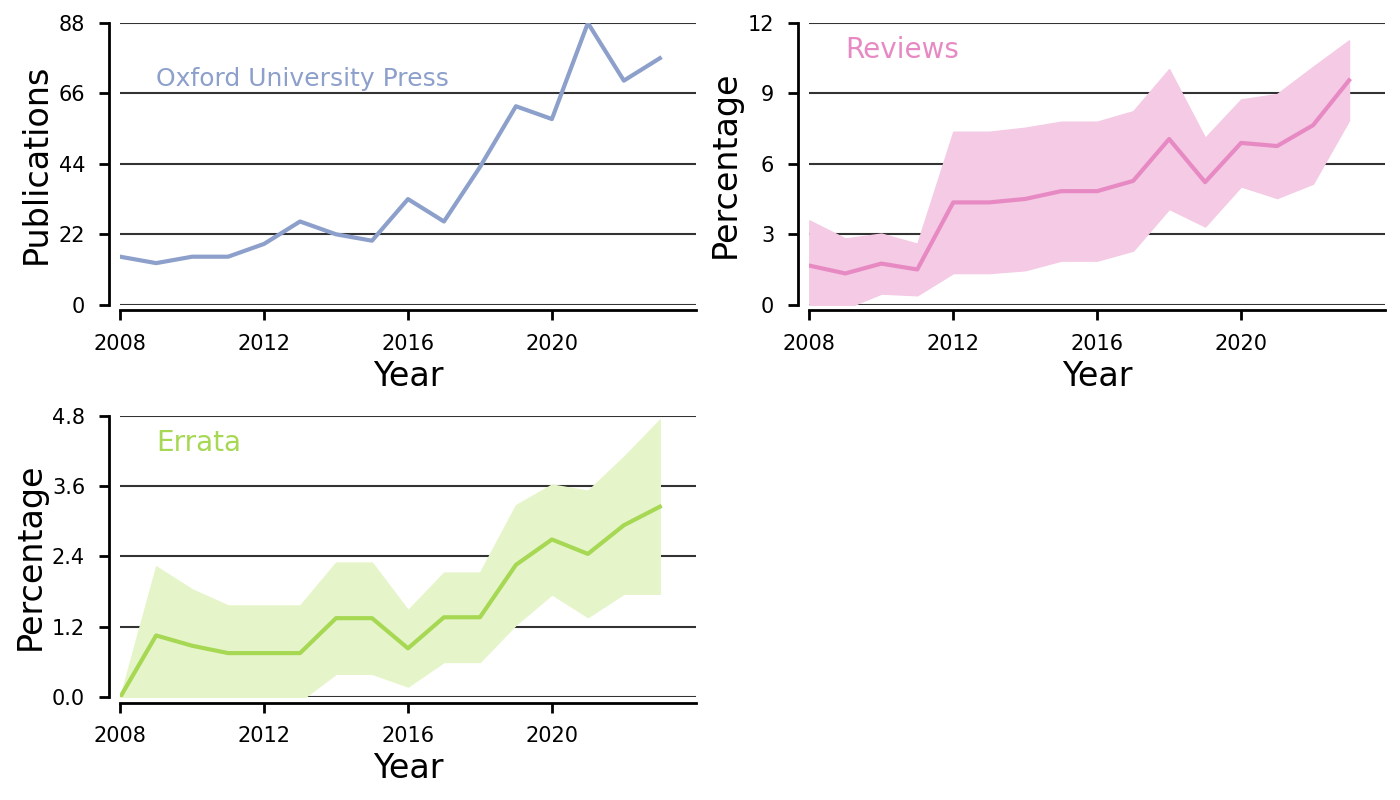 88
66
44
22
0
Publications
Oxford University Press
2008 2012 2016 2020
Year
12
9
6
3
0
Percentage
Reviews
2008 2012 2016 2020
Year
4.8
3.6
2.4
1.2
0.0
Percentage
Errata
2008 2012 2016 2020
Year